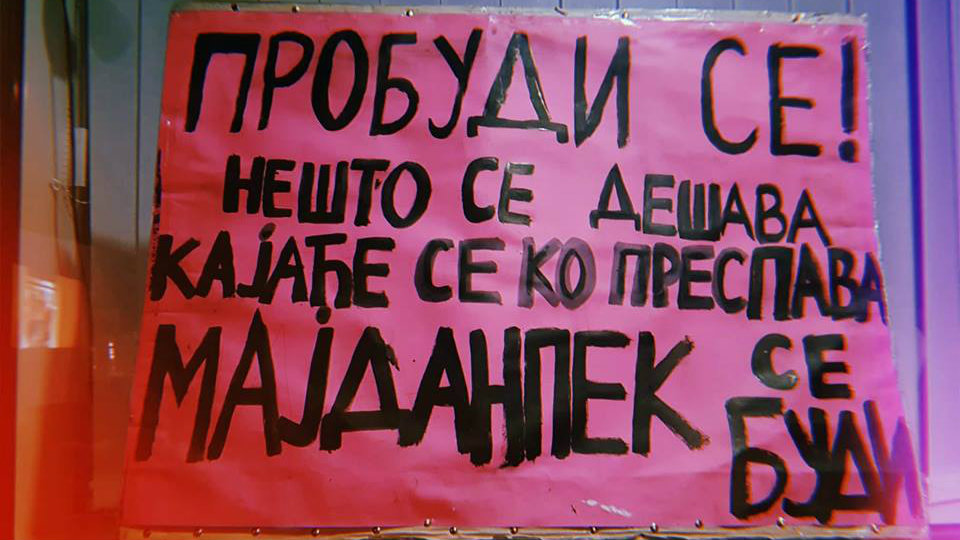 ПРОБУДИ СЕ!
НЕШТО СЕ ДЕШАВА
КАЈАЋЕ СЕ КО ПРЕСПАВА
МАЈДАНПЕК СЕ
БУДИ